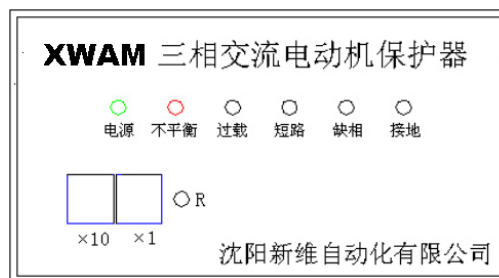 XWAM 三相交流电动机保护器
电源 不平衡 过载 短路 缺相 接地
R
×10 ×1
沈阳新维自动化有限公司